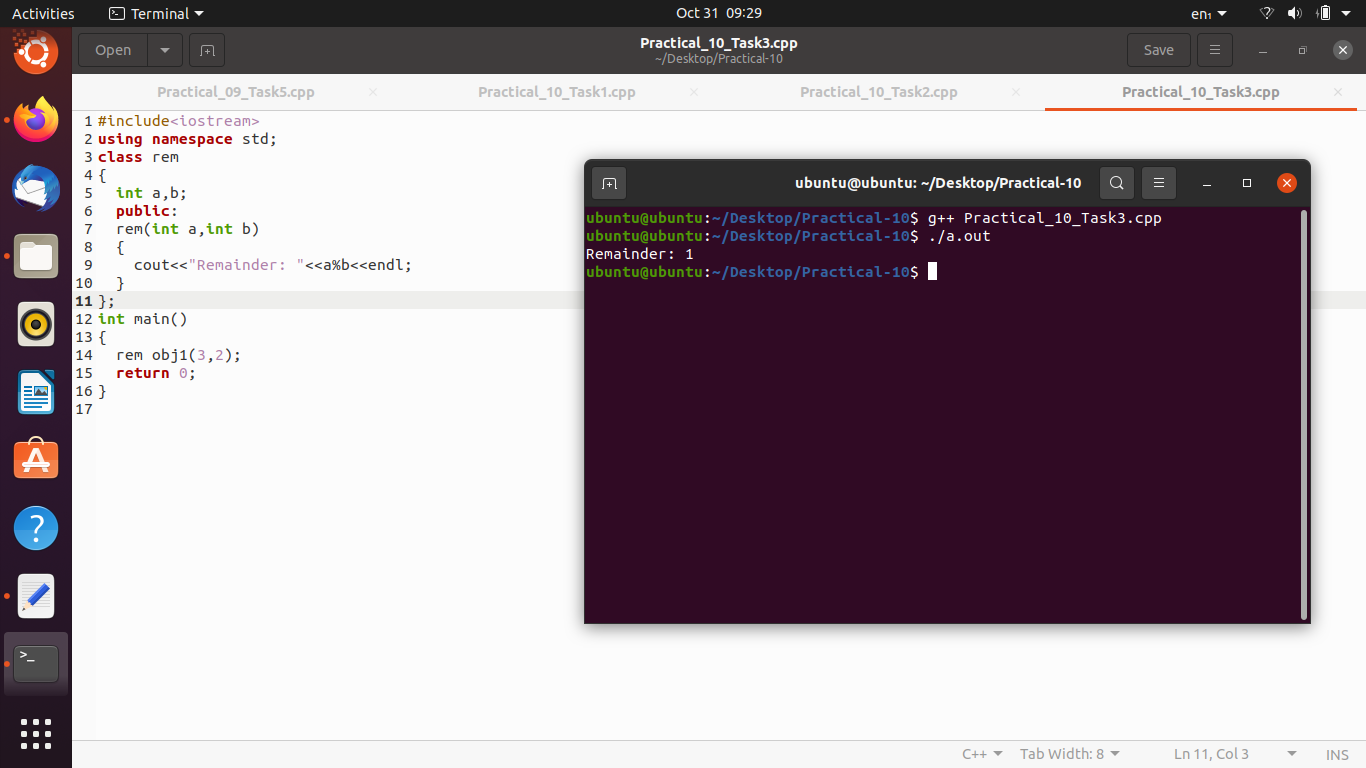 Activities
Terminal
Oct 31 09:29
en₁
Open
Practical_10_Task3.cpp
~/Desktop/Practical-10
Save
Practical_09_Task5.cpp
Practical_10_Task1.cpp
Practical_10_Task2.cpp
Practical_10_Task3.cpp
1 #include<iostream>
2 using namespace std;
3 class rem
4 {
5   int a,b;
6   public:
7   rem(int a,int b)
8   {
9     cout<<"Remainder: "<<a%b<<endl;
10   }
11 };
12 int main()
13 {
14   rem obj1(3,2);
15   return 0;
16 }
17
ubuntu@ubuntu: ~/Desktop/Practical-10
ubuntu@ubuntu:~/Desktop/Practical-10$ g++ Practical_10_Task3.cpp
ubuntu@ubuntu:~/Desktop/Practical-10$ ./a.out
Remainder: 1
ubuntu@ubuntu:~/Desktop/Practical-10$
C++
Tab Width: 8
Ln 11, Col 3
INS